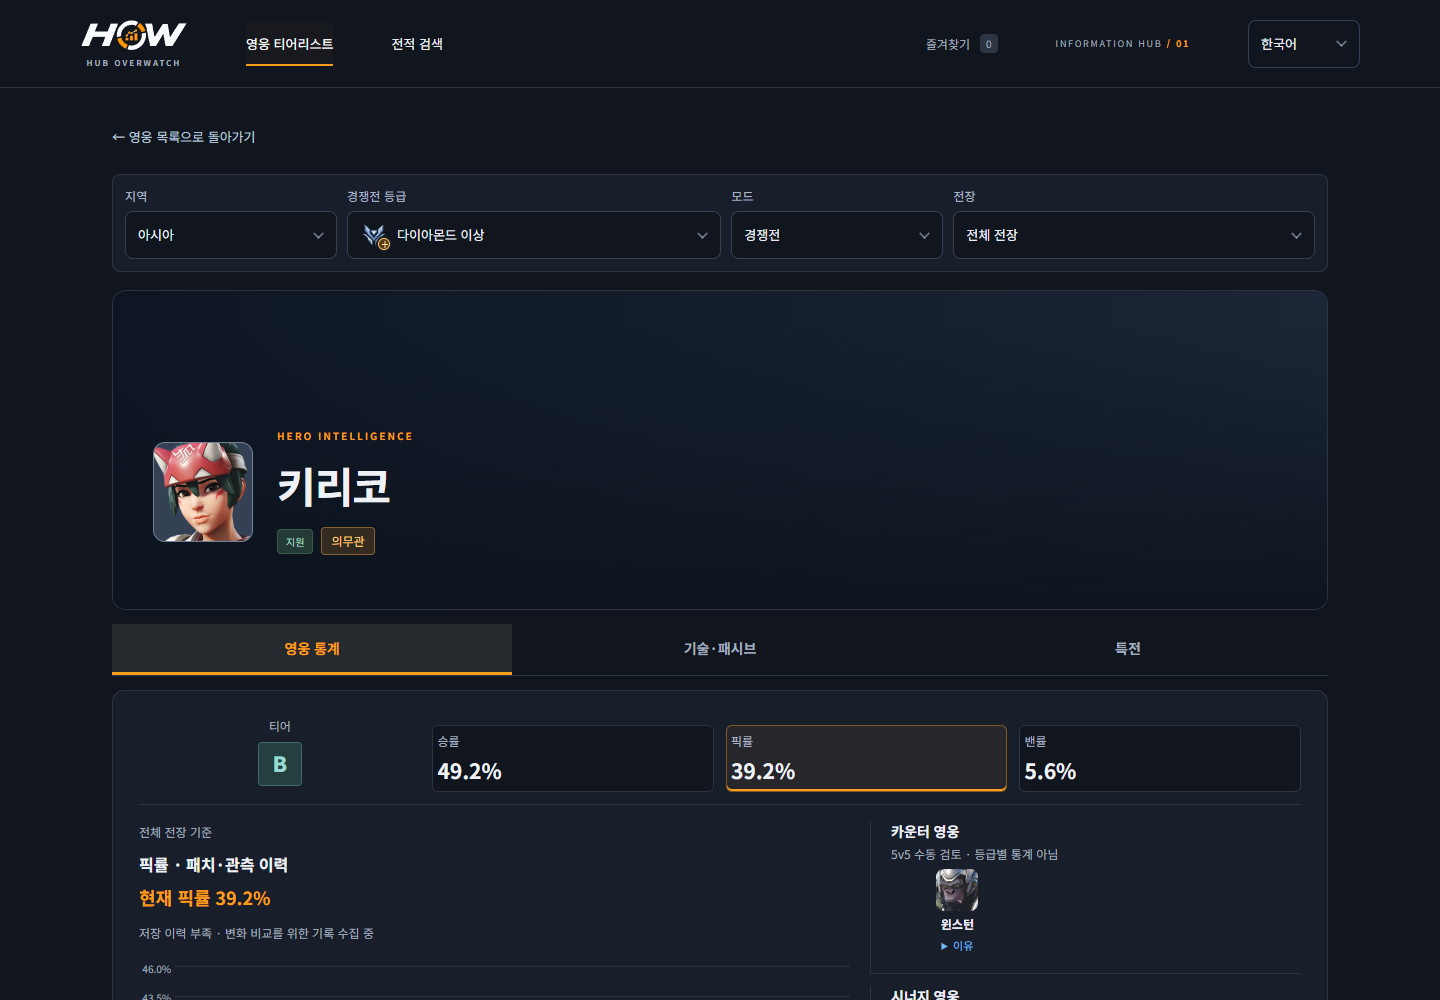 HOW
HUB OVERWATCH
영웅 티어리스트
전적 검색
즐겨찾기 0
INFORMATION HUB / 01
한국어
← 영웅 목록으로 돌아가기
지역
경쟁전 등급
모드
전장
아시아
다이아몬드 이상
경쟁전
전체 전장
HERO INTELLIGENCE
키리코
지원
의무관
영웅 통계
기술·패시브
특전
티어
B
승률
49.2%
픽률
39.2%
밴률
5.6%
전체 전장 기준
픽률 · 패치·관측 이력
현재 픽률 39.2%
저장 이력 부족 · 변화 비교를 위한 기록 수집 중
46.0%
43.5%
카운터 영웅
5v5 수동 검토 · 등급별 통계 아님
윈스턴
▶ 이유
시너지 영웅